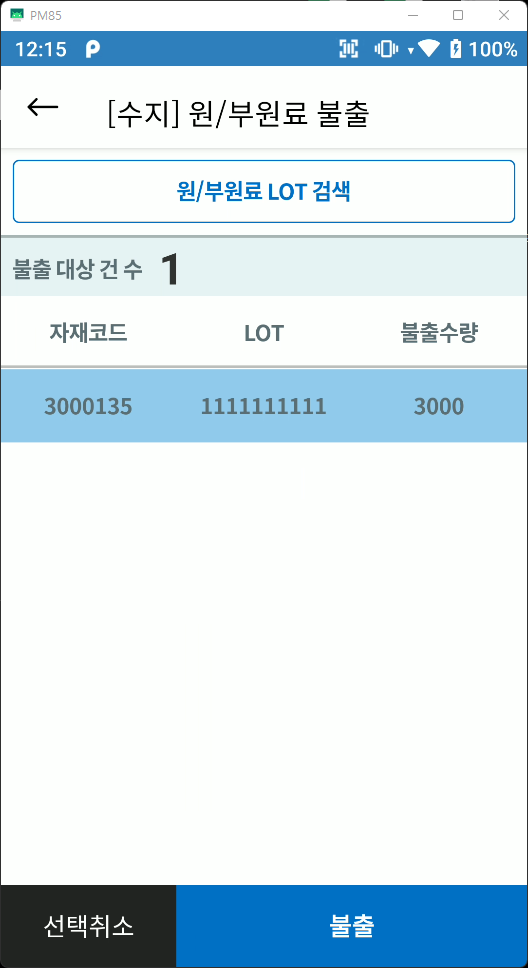 PM85
12:15 100%
[수지] 원/부원료 불출
원/부원료 LOT 검색
불출 대상 건 수 1
자재코드 LOT 불출수량
3000135 1111111111 3000
선택취소 불출